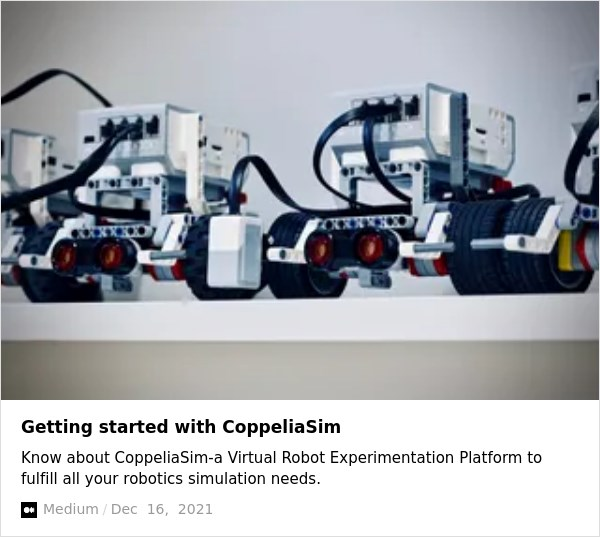 Getting started with CoppeliaSim
Know about CoppeliaSim-a Virtual Robot Experimentation Platform to
fulfill all your robotics simulation needs.
Medium / Dec 16, 2021